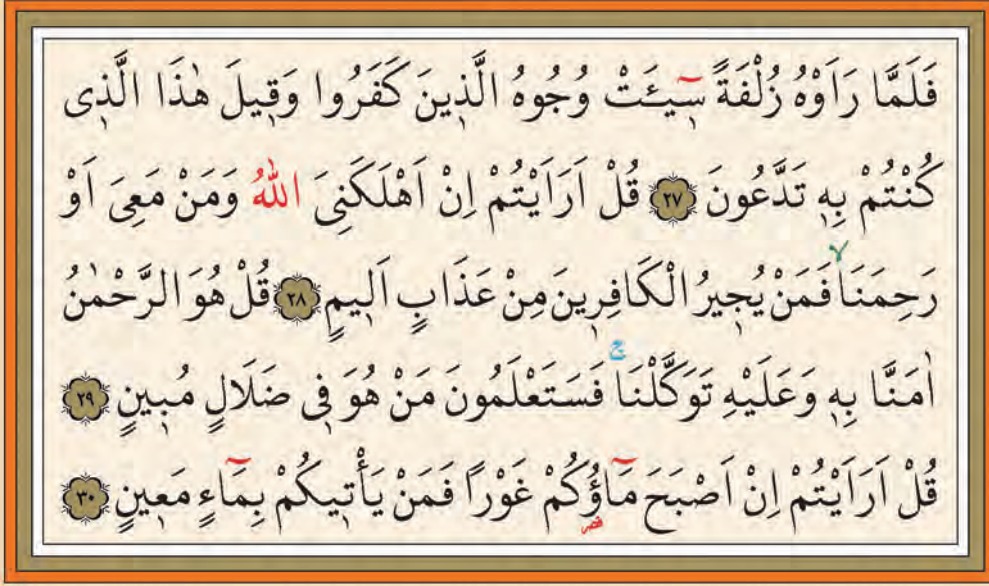 فَلَمَّا رَاَوْهُ زُلْفَةً سٖٓيـَٔتْ وُجُوهُ الَّذٖينَ كَفَرُوا وَقٖيلَ هٰذَا الَّذٖى
كُنْتُمْ بِهٖ تَدَّعُونَ ﴿٢٧﴾ قُلْ اَرَاَيْتُمْ اِنْ اَهْلَكَنِىَ اللّٰهُ وَمَنْ مَعِىَ اَوْ
رَحِمَنَاۙ فَمَنْ يُجٖيرُ الْكَافِرٖينَ مِنْ عَذَابٍ اَلٖيمٍ ﴿٢٨﴾ قُلْ هُوَ الرَّحْمٰنُ
اٰمَنَّا بِهٖ وَعَلَيْهِ تَوَكَّلْنَاۚ فَسَتَعْلَمُونَ مَنْ هُوَ فٖى ضَلَالٍ مُبٖينٍ ﴿٢٩﴾
قُلْ اَرَاَيْتُمْ اِنْ اَصْبَحَ مَٓاؤُ۬كُمْ غَوْرًا فَمَنْ يَأْتٖيكُمْ بِمَٓاءٍ مَعٖينٍ ﴿٣٠﴾